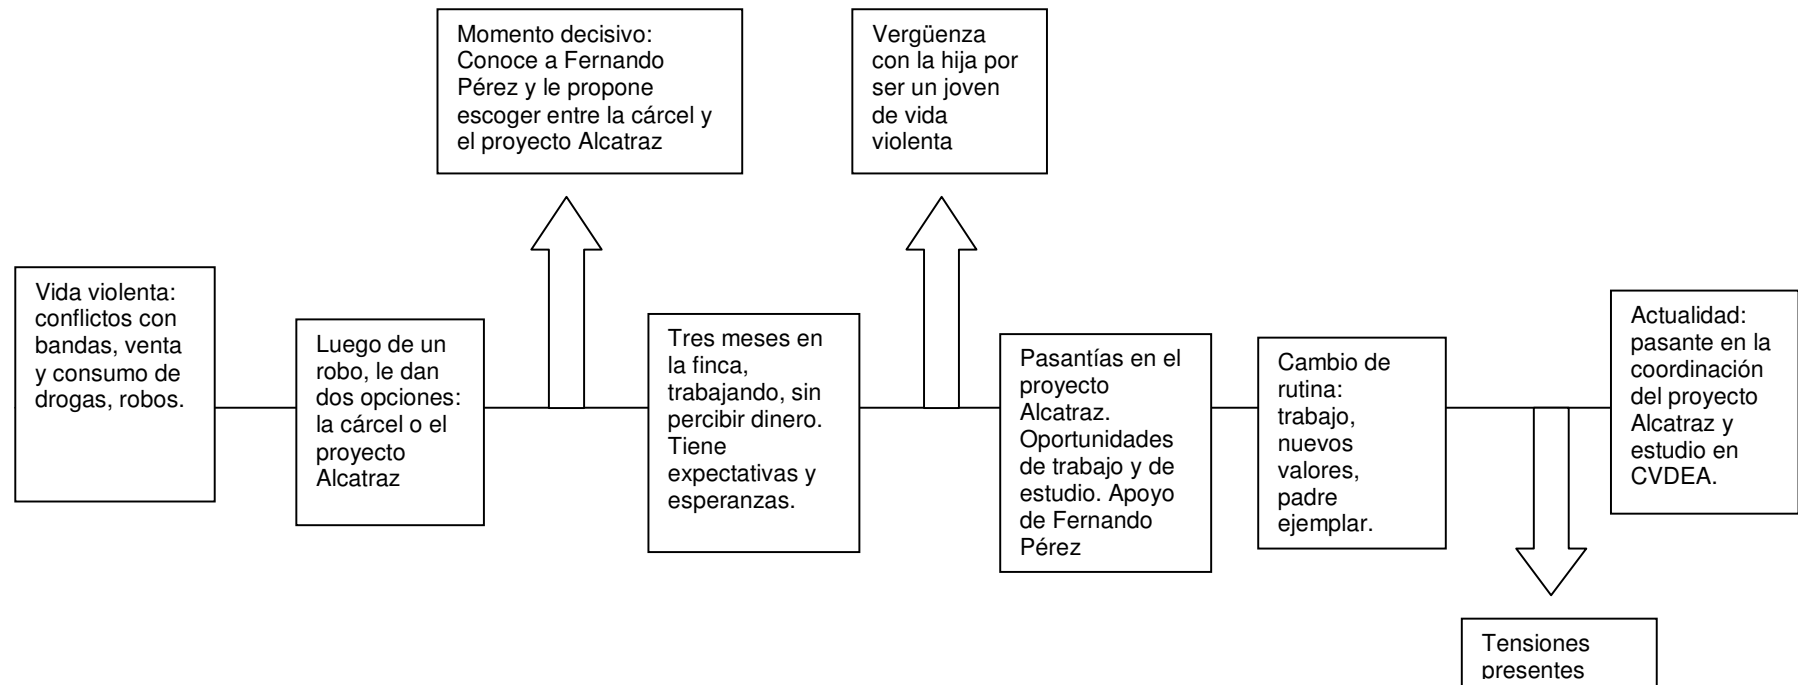 Momento decisivo:
Conoce a Fernando
Pérez y le propone
escoger entre la cárcel y
el proyecto Alcatraz
Vergüenza
con la hija por
ser un joven
de vida
violenta
Vida violenta:
conflictos con
bandas, venta
y consumo de
drogas, robos.
Luego de un
robo, le dan
dos opciones:
la cárcel o el
proyecto
Alcatraz
Tres meses en
la finca,
trabajando, sin
percibir dinero.
Tiene
expectativas y
esperanzas.
Pasantías en el
proyecto
Alcatraz.
Oportunidades
de trabajo y de
estudio. Apoyo
de Fernando
Pérez
Cambio de
rutina:
trabajo,
nuevos
valores,
padre
ejemplar.
Actualidad:
pasante en la
coordinación
del proyecto
Alcatraz y
estudio en
CVDEA.
Tensiones
presentes